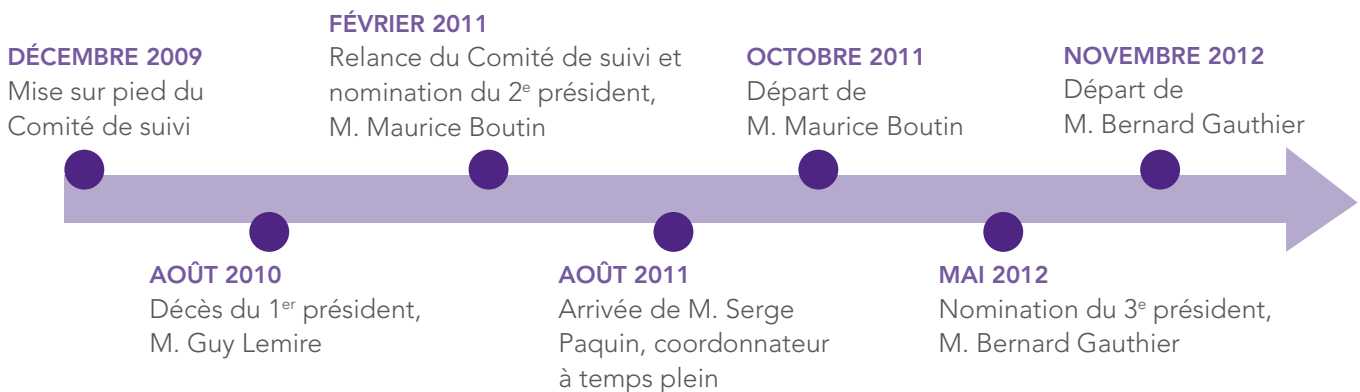 DÉCEMBRE 2009
Mise sur pied du
Comité de suivi
AOÛT 2010
Décès du 1er président,
M. Guy Lemire
FÉVRIER 2011
Relance du Comité de suivi et
nomination du 2e président,
M. Maurice Boutin
AOÛT 2011
Arrivée de M. Serge
Paquin, coordonnateur
à temps plein
OCTOBRE 2011
Départ de
M. Maurice Boutin
MAI 2012
Nomination du 3e président,
M. Bernard Gauthier
NOVEMBRE 2012
Départ de
M. Bernard Gauthier